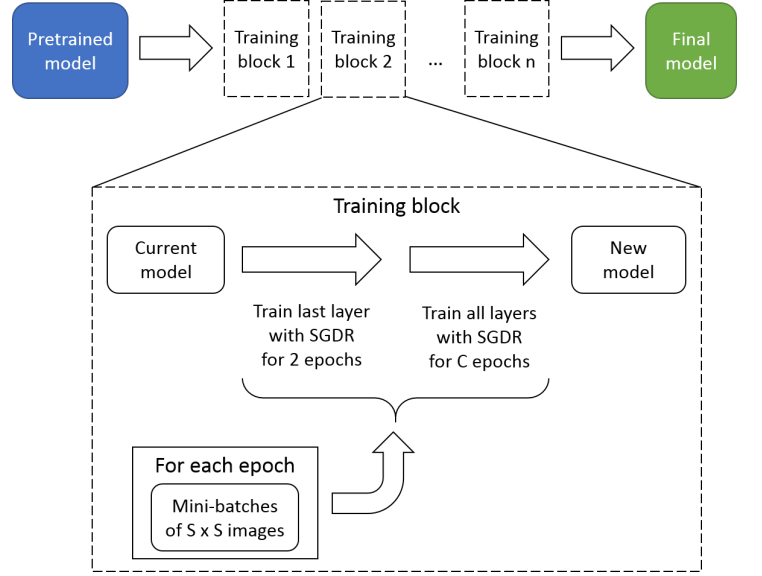 Pretrained
model
Training
block 1
Training
block 2
...
Training
block n
Final
model
Training block
Current
model
New
model
Train last layer
with SGDR
for 2 epochs
Train all layers
with SGDR
for C epochs
For each epoch
Mini-batches
of S x S images